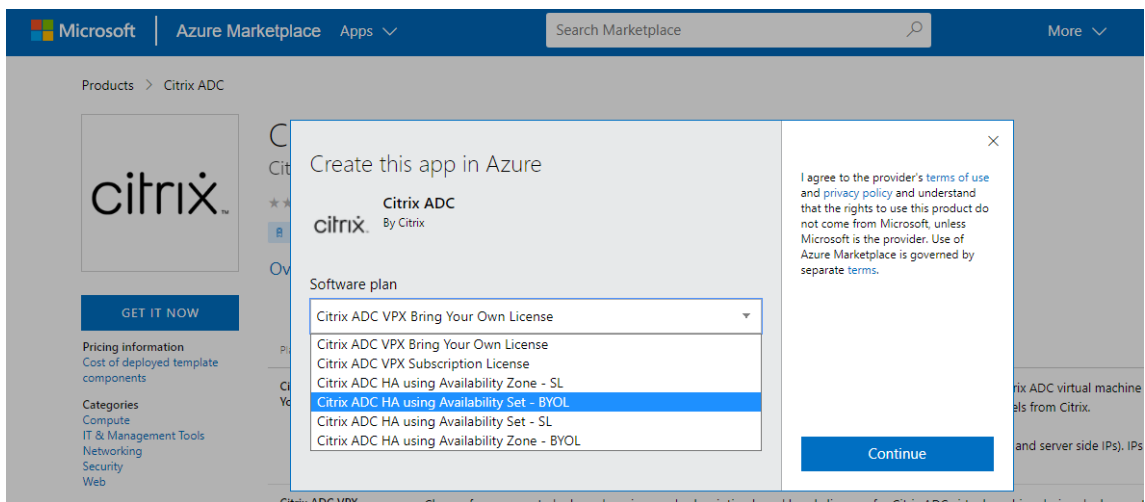 Microsoft
Azure Marketplace
Apps
Search Marketplace
More
Products > Citrix ADC
citrix
GET IT NOW
Pricing information
Cost of deployed template
components
Categories
Compute
IT & Management Tools
Networking
Security
Web
Create this app in Azure
citrix.
Citrix ADC
By Citrix
Software plan
Citrix ADC VPX Bring Your Own License
Citrix ADC VPX Bring Your Own License
Citrix ADC VPX Subscription License
Citrix ADC HA using Availability Zone - SL
Citrix ADC HA using Availability Set - BYOL
Citrix ADC HA using Availability Set - SL
Citrix ADC HA using Availability Zone - BYOL
I agree to the provider's terms of use
and privacy policy and understand
that the rights to use this product do
not come from Microsoft, unless
Microsoft is the provider. Use of
Azure Marketplace is governed by
separate terms.
Continue
rix ADC virtual machine
els from Citrix.
and server side IPs). IPs